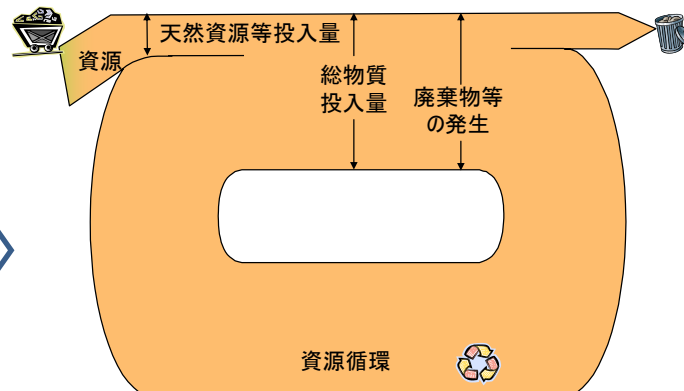 天然資源等投入量
資源
総物質
投入量
廃棄物等
の発生
資源循環